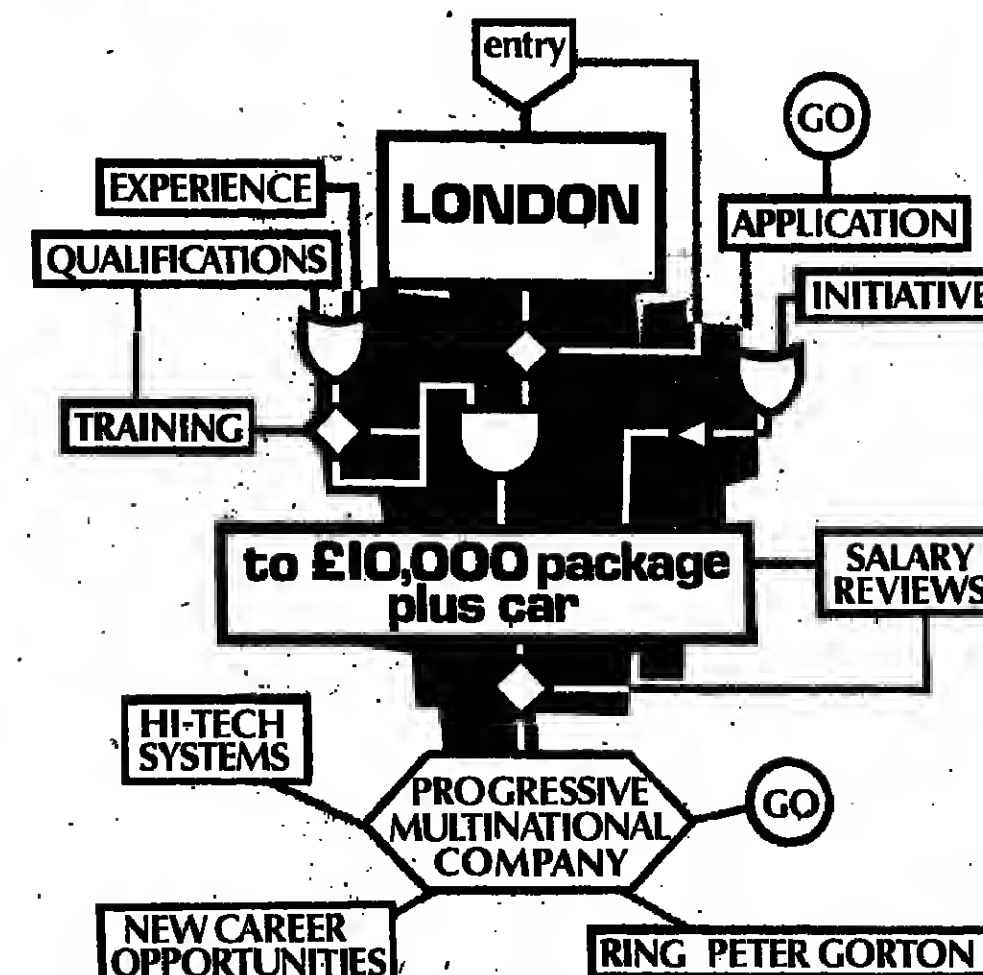 entry
GO
LONDON
EXPERIENCE
APPLICATION
QUALIFICATIONS
INITIATIVE
TRAINING
to £10,000 package
plus car
SALARY
REVIEWS
HI-TECH
SYSTEMS
PROGRESSIVE
MULTINATIONAL
COMPANY
GO
NEW CAREER
OPPORTUNITIES
RING PETER GORTON